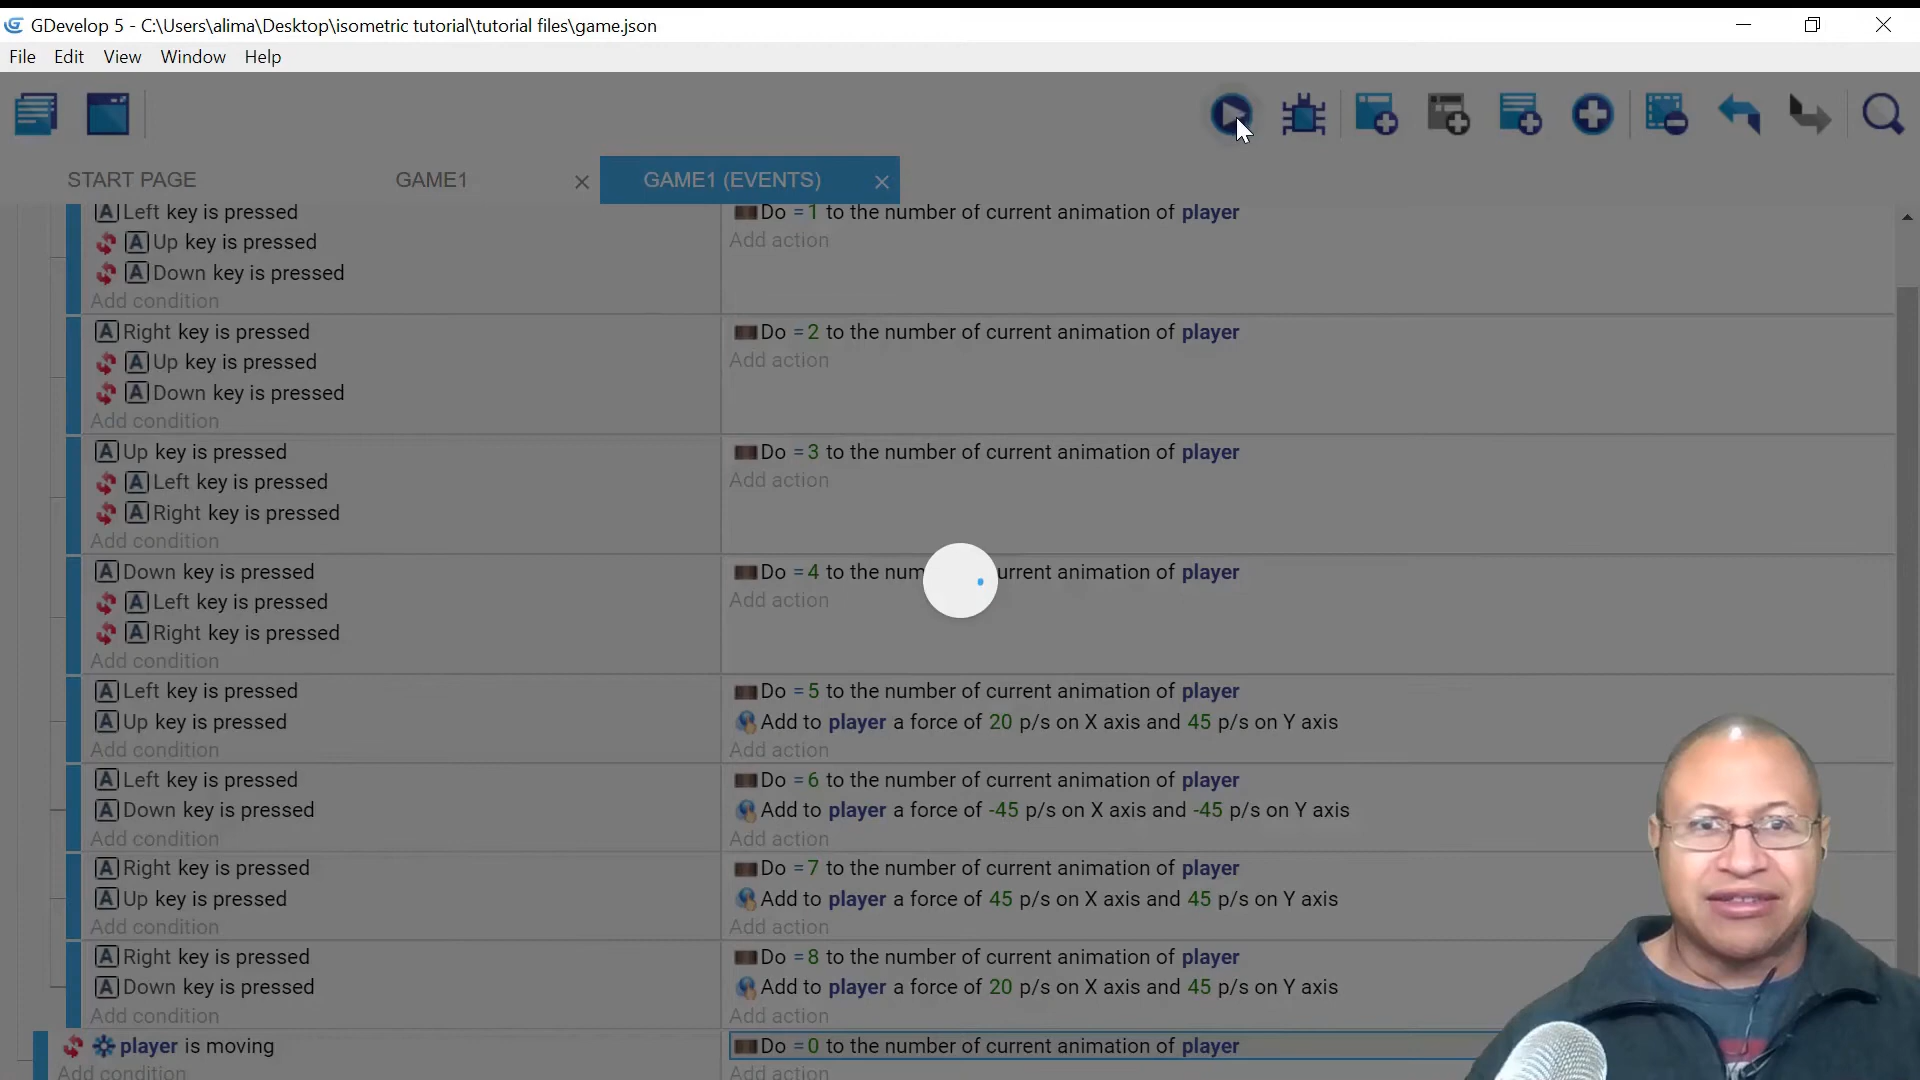 GDevelop 5 - C:\Users\alima\Desktop\isometric tutorial\tutorial files\game.json
File Edit View Window Help
START PAGE GAME1 GAME1 (EVENTS)
Left key is pressed Do =1 to the number of current animation of player
Up key is pressed Add action
Down key is pressed
Add condition
Right key is pressed Do =2 to the number of current animation of player
Up key is pressed Add action
Down key is pressed
Add condition
Up key is pressed Do =3 to the number of current animation of player
Left key is pressed Add action
Right key is pressed
Add condition
Down key is pressed Do =4 to the num urrent animation of player
Left key is pressed Add action
Right key is pressed
Add condition
Left key is pressed Do =5 to the number of current animation of player
Up key is pressed Add to player a force of 20 p/s on X axis and 45 p/s on Y axis
Add condition Add action
Left key is pressed Do =6 to the number of current animation of player
Down key is pressed Add to player a force of -45 p/s on X axis and -45 p/s on Y axis
Add condition Add action
Right key is pressed Do =7 to the number of current animation of player
Up key is pressed Add to player a force of 45 p/s on X axis and 45 p/s on Y axis
Add condition Add action
Right key is pressed Do =8 to the number of current animation of player
Down key is pressed Add to player a force of 20 p/s on X axis and 45 p/s on Y axis
Add condition Add action
player is moving Do =0 to the number of current animation of player
Add condition Add action